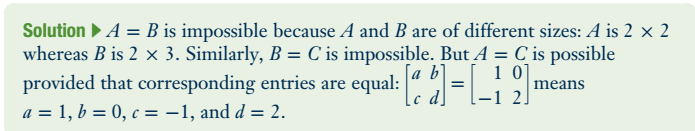 Solution ▶ A = B is impossible because A and B are of different sizes: A is 2 × 2
whereas B is 2 × 3. Similarly, B = C is impossible. But A = C is possible
provided that corresponding entries are equal: [a b; c d] = [1 0; −1 2] means
a = 1, b = 0, c = −1, and d = 2.